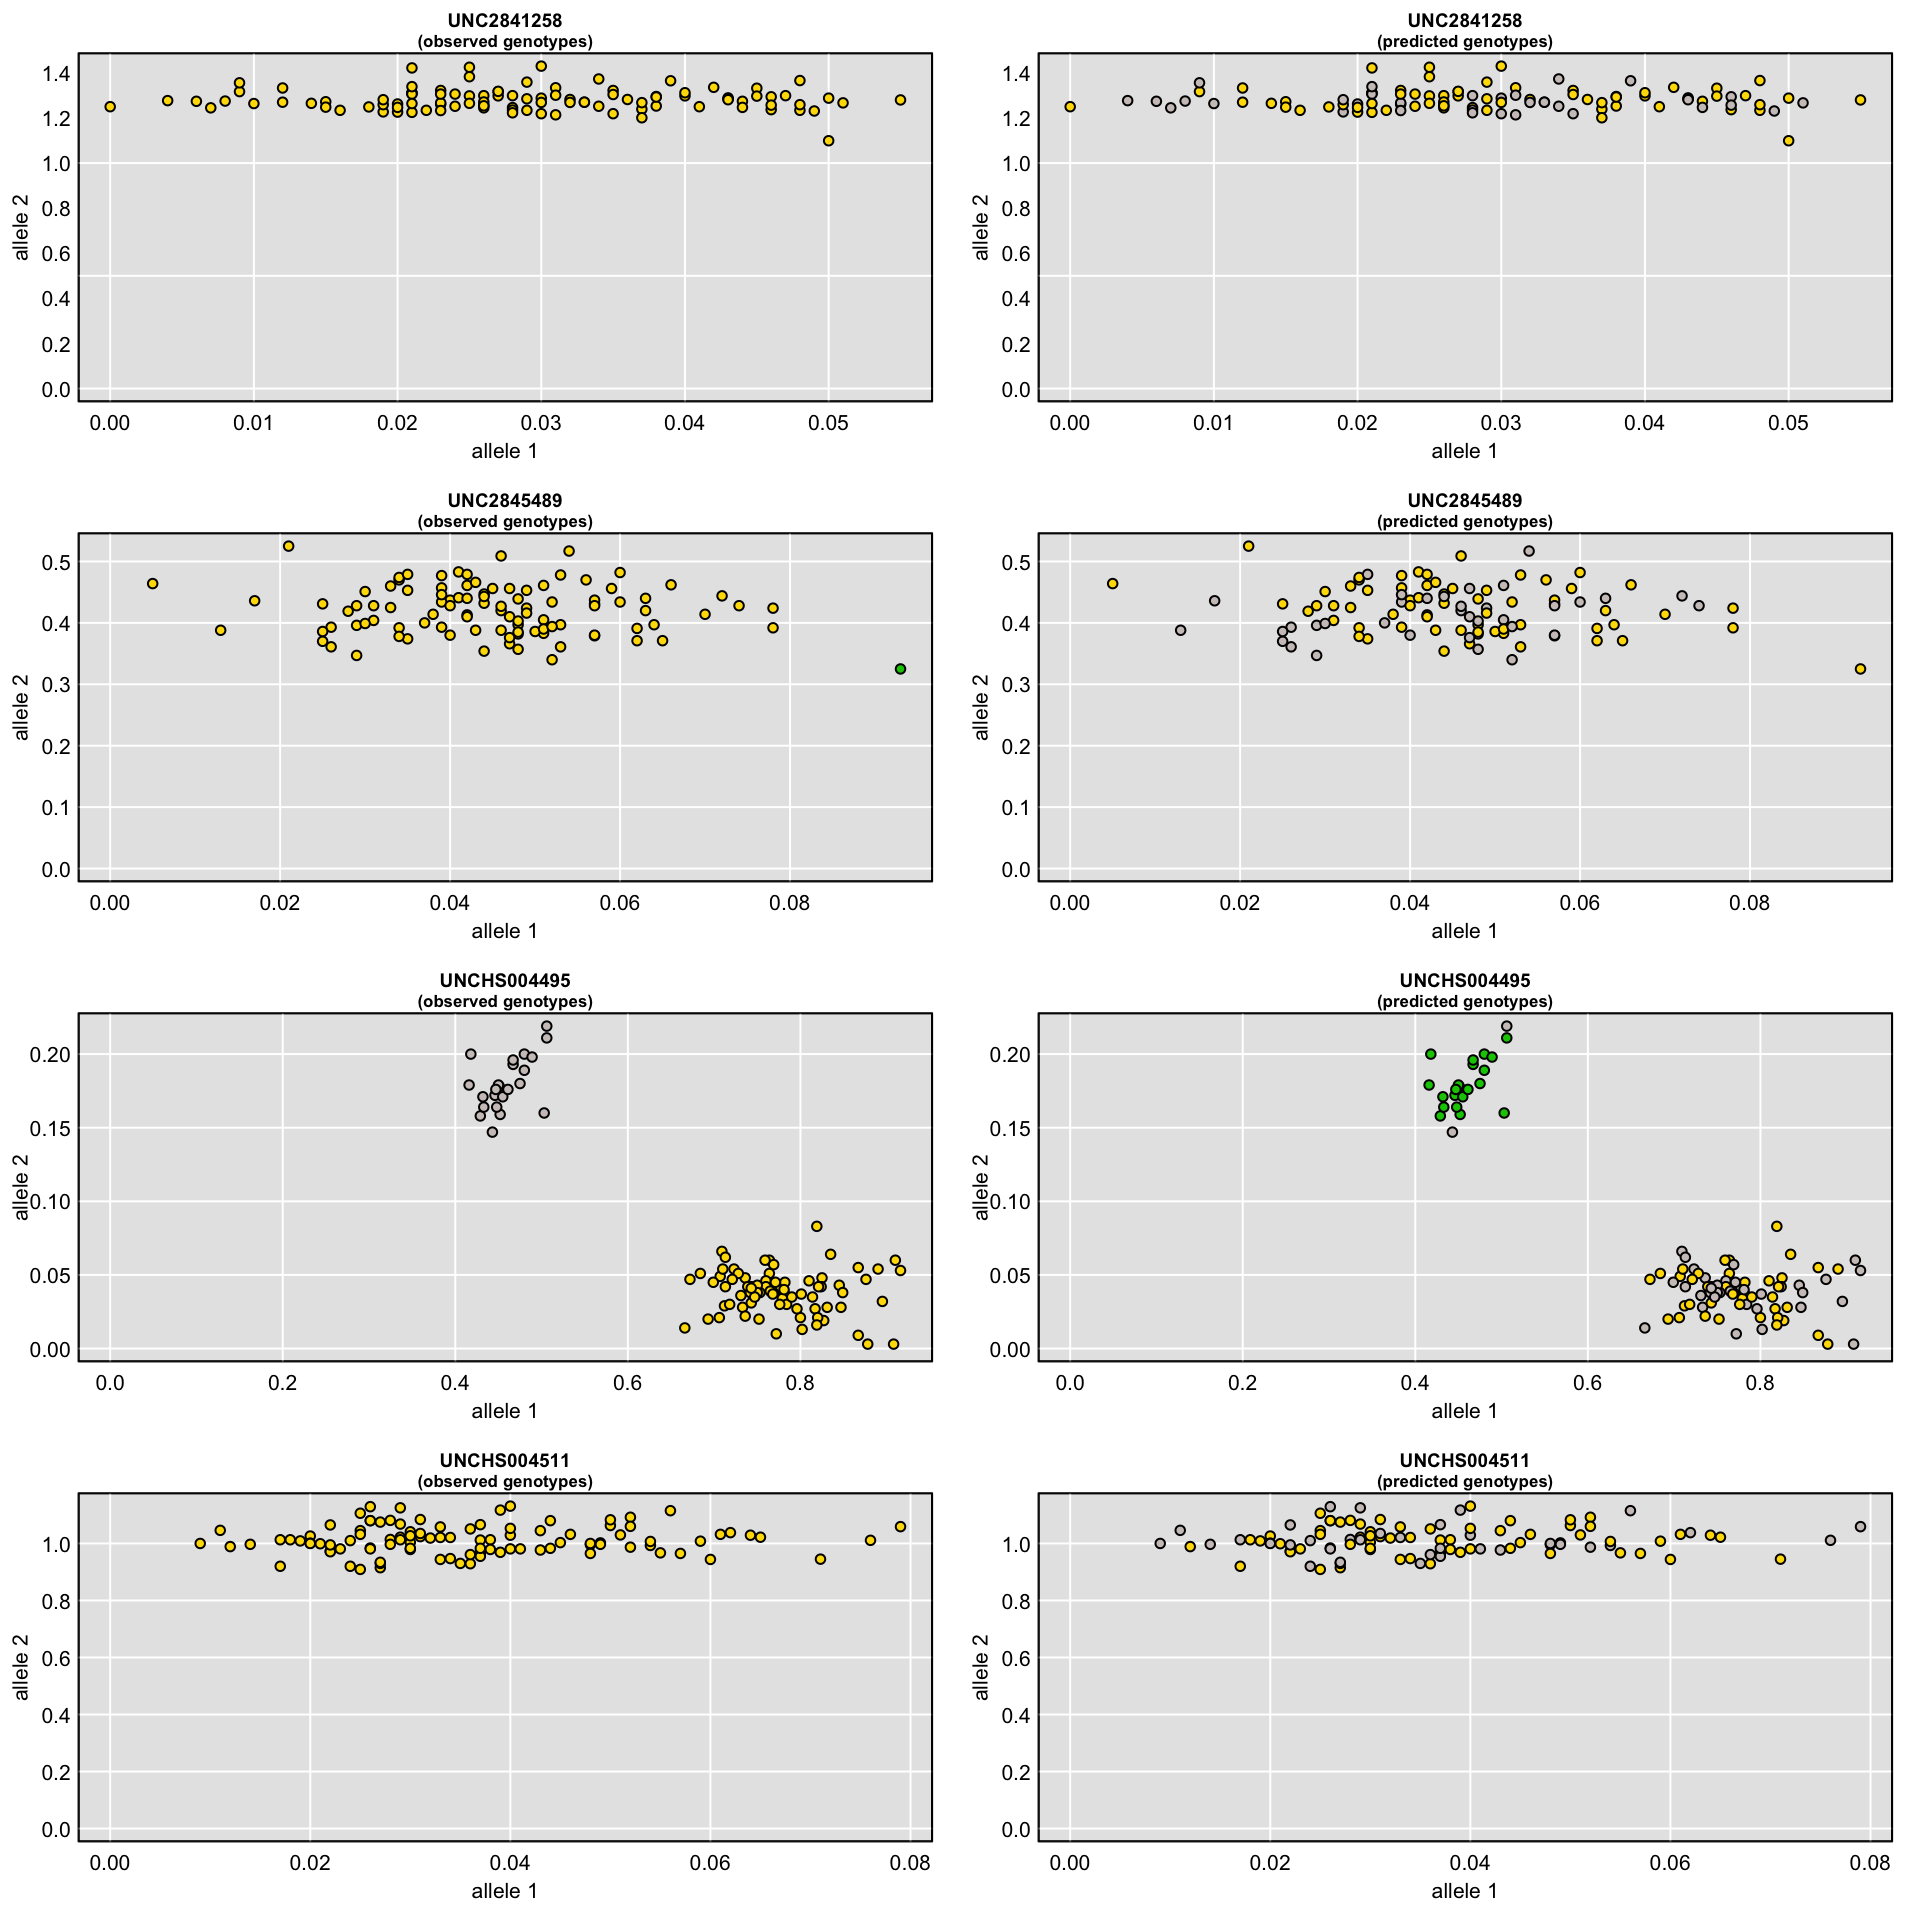 UNC2841258
(observed genotypes)
1.4
1.2
1.0
0.8
0.6
0.4
0.2
0.0
allele 2
0.00 0.01 0.02 0.03 0.04 0.05
allele 1
UNC2841258
(predicted genotypes)
1.4
1.2
1.0
0.8
0.6
0.4
0.2
0.0
allele 2
0.00 0.01 0.02 0.03 0.04 0.05
allele 1
UNC2845489
(observed genotypes)
0.5
0.4
0.3
0.2
0.1
0.0
allele 2
0.00 0.02 0.04 0.06 0.08
allele 1
UNC2845489
(predicted genotypes)
0.5
0.4
0.3
0.2
0.1
0.0
allele 2
0.00 0.02 0.04 0.06 0.08
allele 1
UNCHS004495
(observed genotypes)
0.20
0.15
0.10
0.05
0.00
allele 2
0.0 0.2 0.4 0.6 0.8
allele 1
UNCHS004495
(predicted genotypes)
0.20
0.15
0.10
0.05
0.00
allele 2
0.0 0.2 0.4 0.6 0.8
allele 1
UNCHS004511
(observed genotypes)
1.0
0.8
0.6
0.4
0.2
0.0
allele 2
0.00 0.02 0.04 0.06 0.08
allele 1
UNCHS004511
(predicted genotypes)
1.0
0.8
0.6
0.4
0.2
0.0
allele 2
0.00 0.02 0.04 0.06 0.08
allele 1